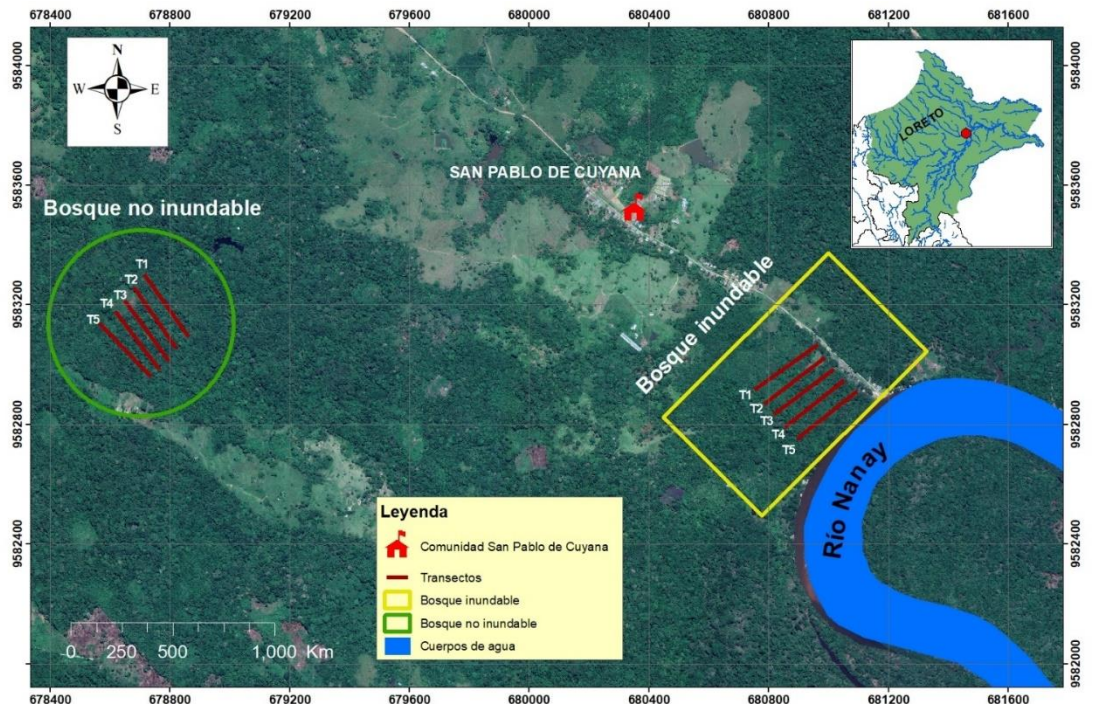 678400 678800 679200 679600 680000 680400 680800 681200 681600
9584000
9583600
9583200
9582800
9582400
9582000
N
W E
S
LORETO
SAN PABLO DE CUYANA
Bosque no inundable
T1
T2
T3
T4
T5
Bosque inundable
T1
T2
T3
T4
T5
Río Nanay
Leyenda
Comunidad San Pablo de Cuyana
Transectos
Bosque inundable
Bosque no inundable
Cuerpos de agua
0 250 500 1,000 Km
9584000
9583600
9583200
9582800
9582400
9582000
678400 678800 679200 679600 680000 680400 680800 681200 681600